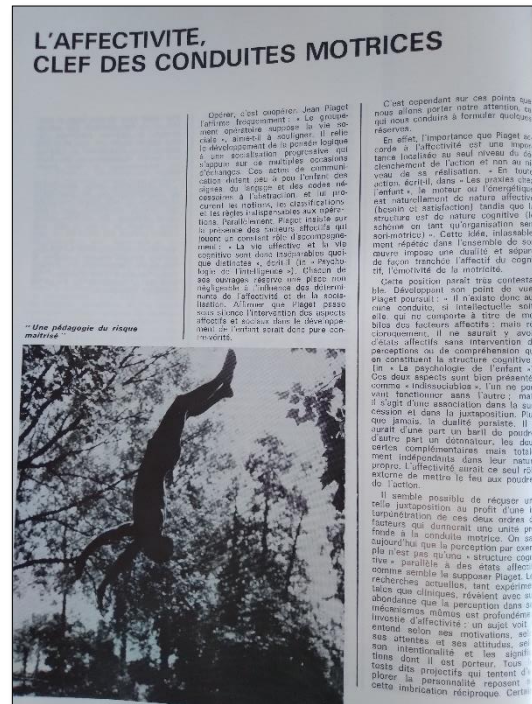 L'AFFECTIVITE,
CLEF DES CONDUITES MOTRICES
Opérer, c'est coopérer. Jean Piaget
l'affirme fréquemment : « Le groupe-
ment opératoire suppose la vie so-
ciale », aime-t-il à souligner. Il relie
le développement de la pensée logique
à une socialisation progressive qui
s'appuie sur de multiples occasions
d'échanges. Ces actes de communi-
cation dotent peu à peu l'enfant des
signes du langage et des codes né-
cessaires à l'abstraction, et lui pro-
curent les notions, les classifications
et les règles indispensables aux opéra-
tions. Parallèlement, Piaget insiste sur
la présence des facteurs affectifs qui
jouent un constant rôle d'accompagne-
ment : « La vie affective et la vie
cognitive sont donc inséparables quoi-
que distinctes », écrit-il (in « Psycho-
logie de l'intelligence »). Chacun de
ses ouvrages réserve une place non
négligeable à l'influence des détermi-
nants de l'affectivité et de la socia-
lisation. Affirmer que Piaget passe
sous silence l'intervention des aspects
affectifs et sociaux dans le développe-
ment de l'enfant serait donc pure con-
trevérité.
"Une pédagogie du risque
maîtrisé"
C'est cependant sur ces points que
nous allons porter notre attention,
qui nous conduira à formuler quelques
réserves.
En effet, l'importance que Piaget ac-
corde à l'affectivité est une impor-
tance localisée au seul niveau du dé-
clenchement de l'action et non au ni-
veau de sa réalisation. « En toute
action, écrit-il, dans « Les praxies chez
l'enfant », le moteur ou l'énergétique
est naturellement de nature affective
(besoin et satisfaction) tandis que la
structure est de nature cognitive (le
schème en tant qu'organisation sen-
sori-motrice) ». Cette idée, inlassable-
ment répétée dans l'ensemble de son
œuvre impose une dualité et sépare
de façon tranchée l'affectif du cogni-
tif, l'émotivité de la motricité.
Cette position paraît très contesta-
ble. Développant son point de vue
Piaget poursuit : « Il n'existe donc au-
cune conduite, si intellectuelle soit-
elle, qui ne comporte à titre de mo-
biles des facteurs affectifs ; mais ré-
ciproquement, il ne saurait y avoir
d'états affectifs sans intervention de
perceptions ou de compréhension qui
en constituent la structure cognitive »
(in « La psychologie de l'enfant »).
Ces deux aspects sont bien présentés
comme « indissociables », l'un ne pou-
vant fonctionner sans l'autre ; mais
il s'agit d'une association dans la suc-
cession et dans la juxtaposition. Plus
que jamais, la dualité persiste. Il y
aurait d'une part un baril de poudre
d'autre part un détonateur, les deux
certes complémentaires mais totale-
ment indépendants dans leur nature
propre. L'affectivité aurait ce seul rôle
externe de mettre le feu aux poudres
de l'action.
Il semble possible de récuser une
telle juxtaposition au profit d'une in-
terpénétration de ces deux ordres de
facteurs qui donnerait une unité pro-
fonde à la conduite motrice. On sait
aujourd'hui que la perception par exem-
ple n'est pas qu'une « structure cogni-
tive » parallèle à des états affectifs
comme semble le supposer Piaget. Les
recherches actuelles, tant expérimen-
tales que cliniques, révèlent avec sur-
abondance que la perception dans ses
mécanismes mêmes est profondément
investie d'affectivité : un sujet voit et
entend selon ses motivations, selon
ses attentes et ses attitudes, selon
son intentionalité et les significa-
tions dont il est porteur. Tous les
tests dits projectifs qui tentent d'ex-
plorer la personnalité reposent sur
cette imbrication réciproque.